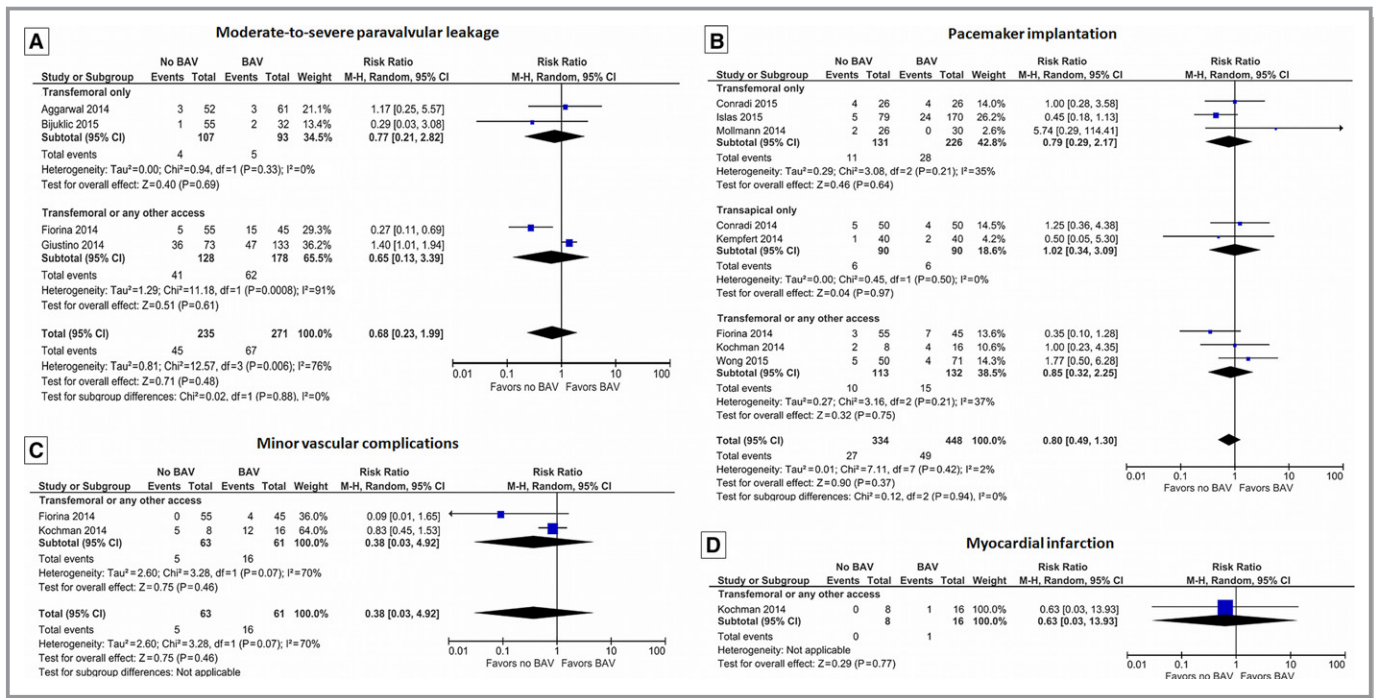 A
Moderate-to-severe paravalvular leakage
No BAV BAV Risk Ratio Risk Ratio
Study or Subgroup Events Total Events Total Weight M-H, Random, 95% CI M-H, Random, 95% CI
Transfemoral only
Aggarwal 2014 3 52 3 61 21.1% 1.17 [0.25, 5.57]
Bijuklic 2015 1 55 2 32 13.4% 0.29 [0.03, 3.08]
Subtotal (95% CI) 107 93 34.5% 0.77 [0.21, 2.82]
Total events 4 5
Heterogeneity: Tau²=0.00; Chi²=0.94, df=1 (P=0.33); I²=0%
Test for overall effect: Z=0.40 (P=0.69)
Transfemoral or any other access
Fiorina 2014 5 55 15 45 29.3% 0.27 [0.11, 0.69]
Giustino 2014 36 73 47 133 36.2% 1.40 [1.01, 1.94]
Subtotal (95% CI) 128 178 65.5% 0.65 [0.13, 3.39]
Total events 41 62
Heterogeneity: Tau²=1.29; Chi²=11.18, df=1 (P=0.0008); I²=91%
Test for overall effect: Z=0.51 (P=0.61)
Total (95% CI) 235 271 100.0% 0.68 [0.23, 1.99]
Total events 45 67
Heterogeneity: Tau²=0.81; Chi²=12.57, df=3 (P=0.006); I²=76%
Test for overall effect: Z=0.71 (P=0.48)
Test for subgroup differences: Chi²=0.02, df=1 (P=0.88), I²=0%
0.01 0.1 1 10 100
Favors no BAV Favors BAV
B
Pacemaker implantation
No BAV BAV Risk Ratio Risk Ratio
Study or Subgroup Events Total Events Total Weight M-H, Random, 95% CI M-H, Random, 95% CI
Transfemoral only
Conradi 2015 4 26 4 26 14.0% 1.00 [0.28, 3.58]
Islas 2015 5 79 24 170 26.2% 0.45 [0.18, 1.13]
Mollmann 2014 2 26 0 30 2.6% 5.74 [0.29, 114.41]
Subtotal (95% CI) 131 226 42.8% 0.79 [0.29, 2.17]
Total events 11 28
Heterogeneity: Tau²=0.29; Chi²=3.08, df=2 (P=0.21); I²=35%
Test for overall effect: Z=0.46 (P=0.64)
Transapical only
Conradi 2014 5 50 4 50 14.5% 1.25 [0.36, 4.38]
Kempfert 2014 1 40 2 40 4.2% 0.50 [0.05, 5.30]
Subtotal (95% CI) 90 90 18.6% 1.02 [0.34, 3.09]
Total events 6 6
Heterogeneity: Tau²=0.00; Chi²=0.45, df=1 (P=0.50); I²=0%
Test for overall effect: Z=0.04 (P=0.97)
Transfemoral or any other access
Fiorina 2014 3 55 7 45 13.6% 0.35 [0.10, 1.28]
Kochman 2014 2 8 4 16 10.6% 1.00 [0.23, 4.35]
Wong 2015 5 50 4 71 14.3% 1.77 [0.50, 6.28]
Subtotal (95% CI) 113 132 38.5% 0.85 [0.32, 2.25]
Total events 10 15
Heterogeneity: Tau²=0.27; Chi²=3.16, df=2 (P=0.21); I²=37%
Test for overall effect: Z=0.32 (P=0.75)
Total (95% CI) 334 448 100.0% 0.80 [0.49, 1.30]
Total events 27 49
Heterogeneity: Tau²=0.01; Chi²=7.11, df=7 (P=0.42); I²=2%
Test for overall effect: Z=0.90 (P=0.37)
Test for subgroup differences: Chi²=0.12, df=2 (P=0.94), I²=0%
0.01 0.1 1 10 100
Favors no BAV Favors BAV
C
Minor vascular complications
No BAV BAV Risk Ratio Risk Ratio
Study or Subgroup Events Total Events Total Weight M-H, Random, 95% CI M-H, Random, 95% CI
Transfemoral or any other access
Fiorina 2014 0 55 4 45 36.0% 0.09 [0.01, 1.65]
Kochman 2014 5 8 12 16 64.0% 0.83 [0.45, 1.53]
Subtotal (95% CI) 63 61 100.0% 0.38 [0.03, 4.92]
Total events 5 16
Heterogeneity: Tau²=2.60; Chi²=3.28, df=1 (P=0.07); I²=70%
Test for overall effect: Z=0.75 (P=0.46)
Total (95% CI) 63 61 100.0% 0.38 [0.03, 4.92]
Total events 5 16
Heterogeneity: Tau²=2.60; Chi²=3.28, df=1 (P=0.07); I²=70%
Test for overall effect: Z=0.75 (P=0.46)
Test for subgroup differences: Not applicable
0.01 0.1 1 10 100
Favors no BAV Favors BAV
D
Myocardial infarction
No BAV BAV Risk Ratio Risk Ratio
Study or Subgroup Events Total Events Total Weight M-H, Random, 95% CI M-H, Random, 95% CI
Transfemoral or any other access
Kochman 2014 0 8 1 16 100.0% 0.63 [0.03, 13.93]
Subtotal (95% CI) 8 16 100.0% 0.63 [0.03, 13.93]
Total events 0 1
Heterogeneity: Not applicable
Test for overall effect: Z=0.29 (P=0.77)
0.01 0.1 1 10 100
Favors no BAV Favors BAV